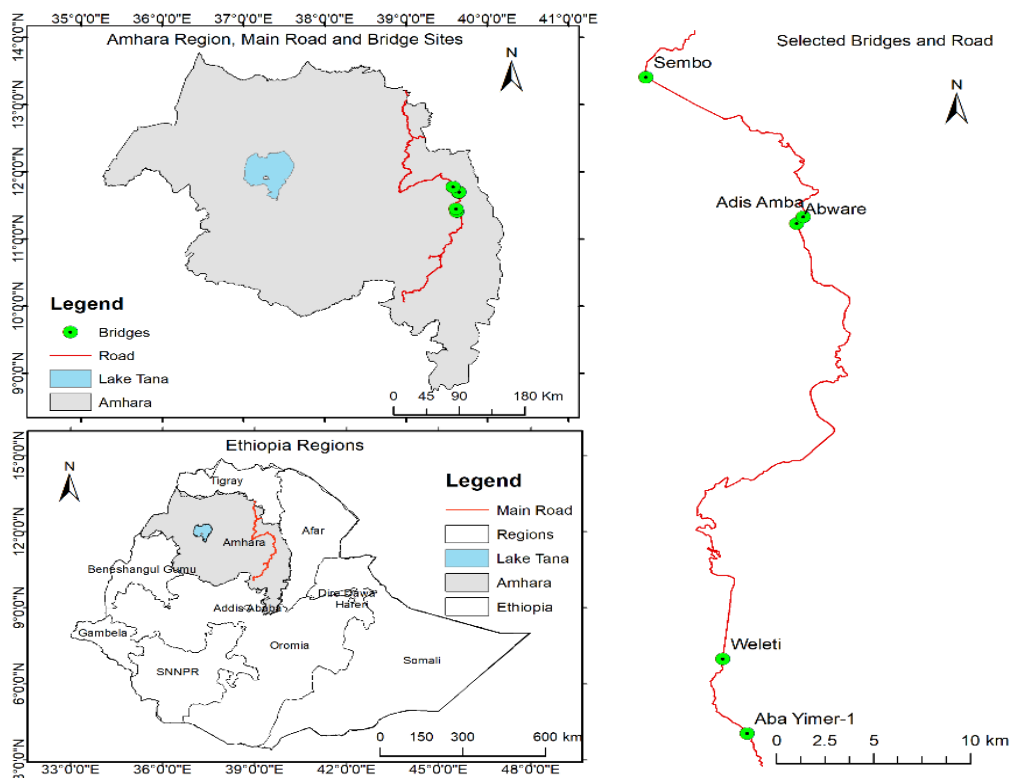 35°0'0"E 36°0'0"E 37°0'0"E 38°0'0"E 39°0'0"E 40°0'0"E 41°0'0"E
Amhara Region, Main Road and Bridge Sites
N
14°0'0"N
13°0'0"N
12°0'0"N
11°0'0"N
10°0'0"N
9°0'0"N
Legend
Bridges
Road
Lake Tana
Amhara
0 45 90 180 Km
Ethiopia Regions
N
15°0'0"N
12°0'0"N
9°0'0"N
6°0'0"N
3°0'0"N
Tigray
Afar
Amhara
Beneshangul Gumu
Dire Dawa
Hareri
Addis Ababa
Gambela
Oromia
SNNPR
Somali
Legend
Main Road
Regions
Lake Tana
Amhara
Ethiopia
0 150 300 600 km
33°0'0"E 36°0'0"E 39°0'0"E 42°0'0"E 45°0'0"E 48°0'0"E
Selected Bridges and Road
N
Sembo
Adis Amba
Abware
Weleti
Aba Yimer-1
0 2.5 5 10 km